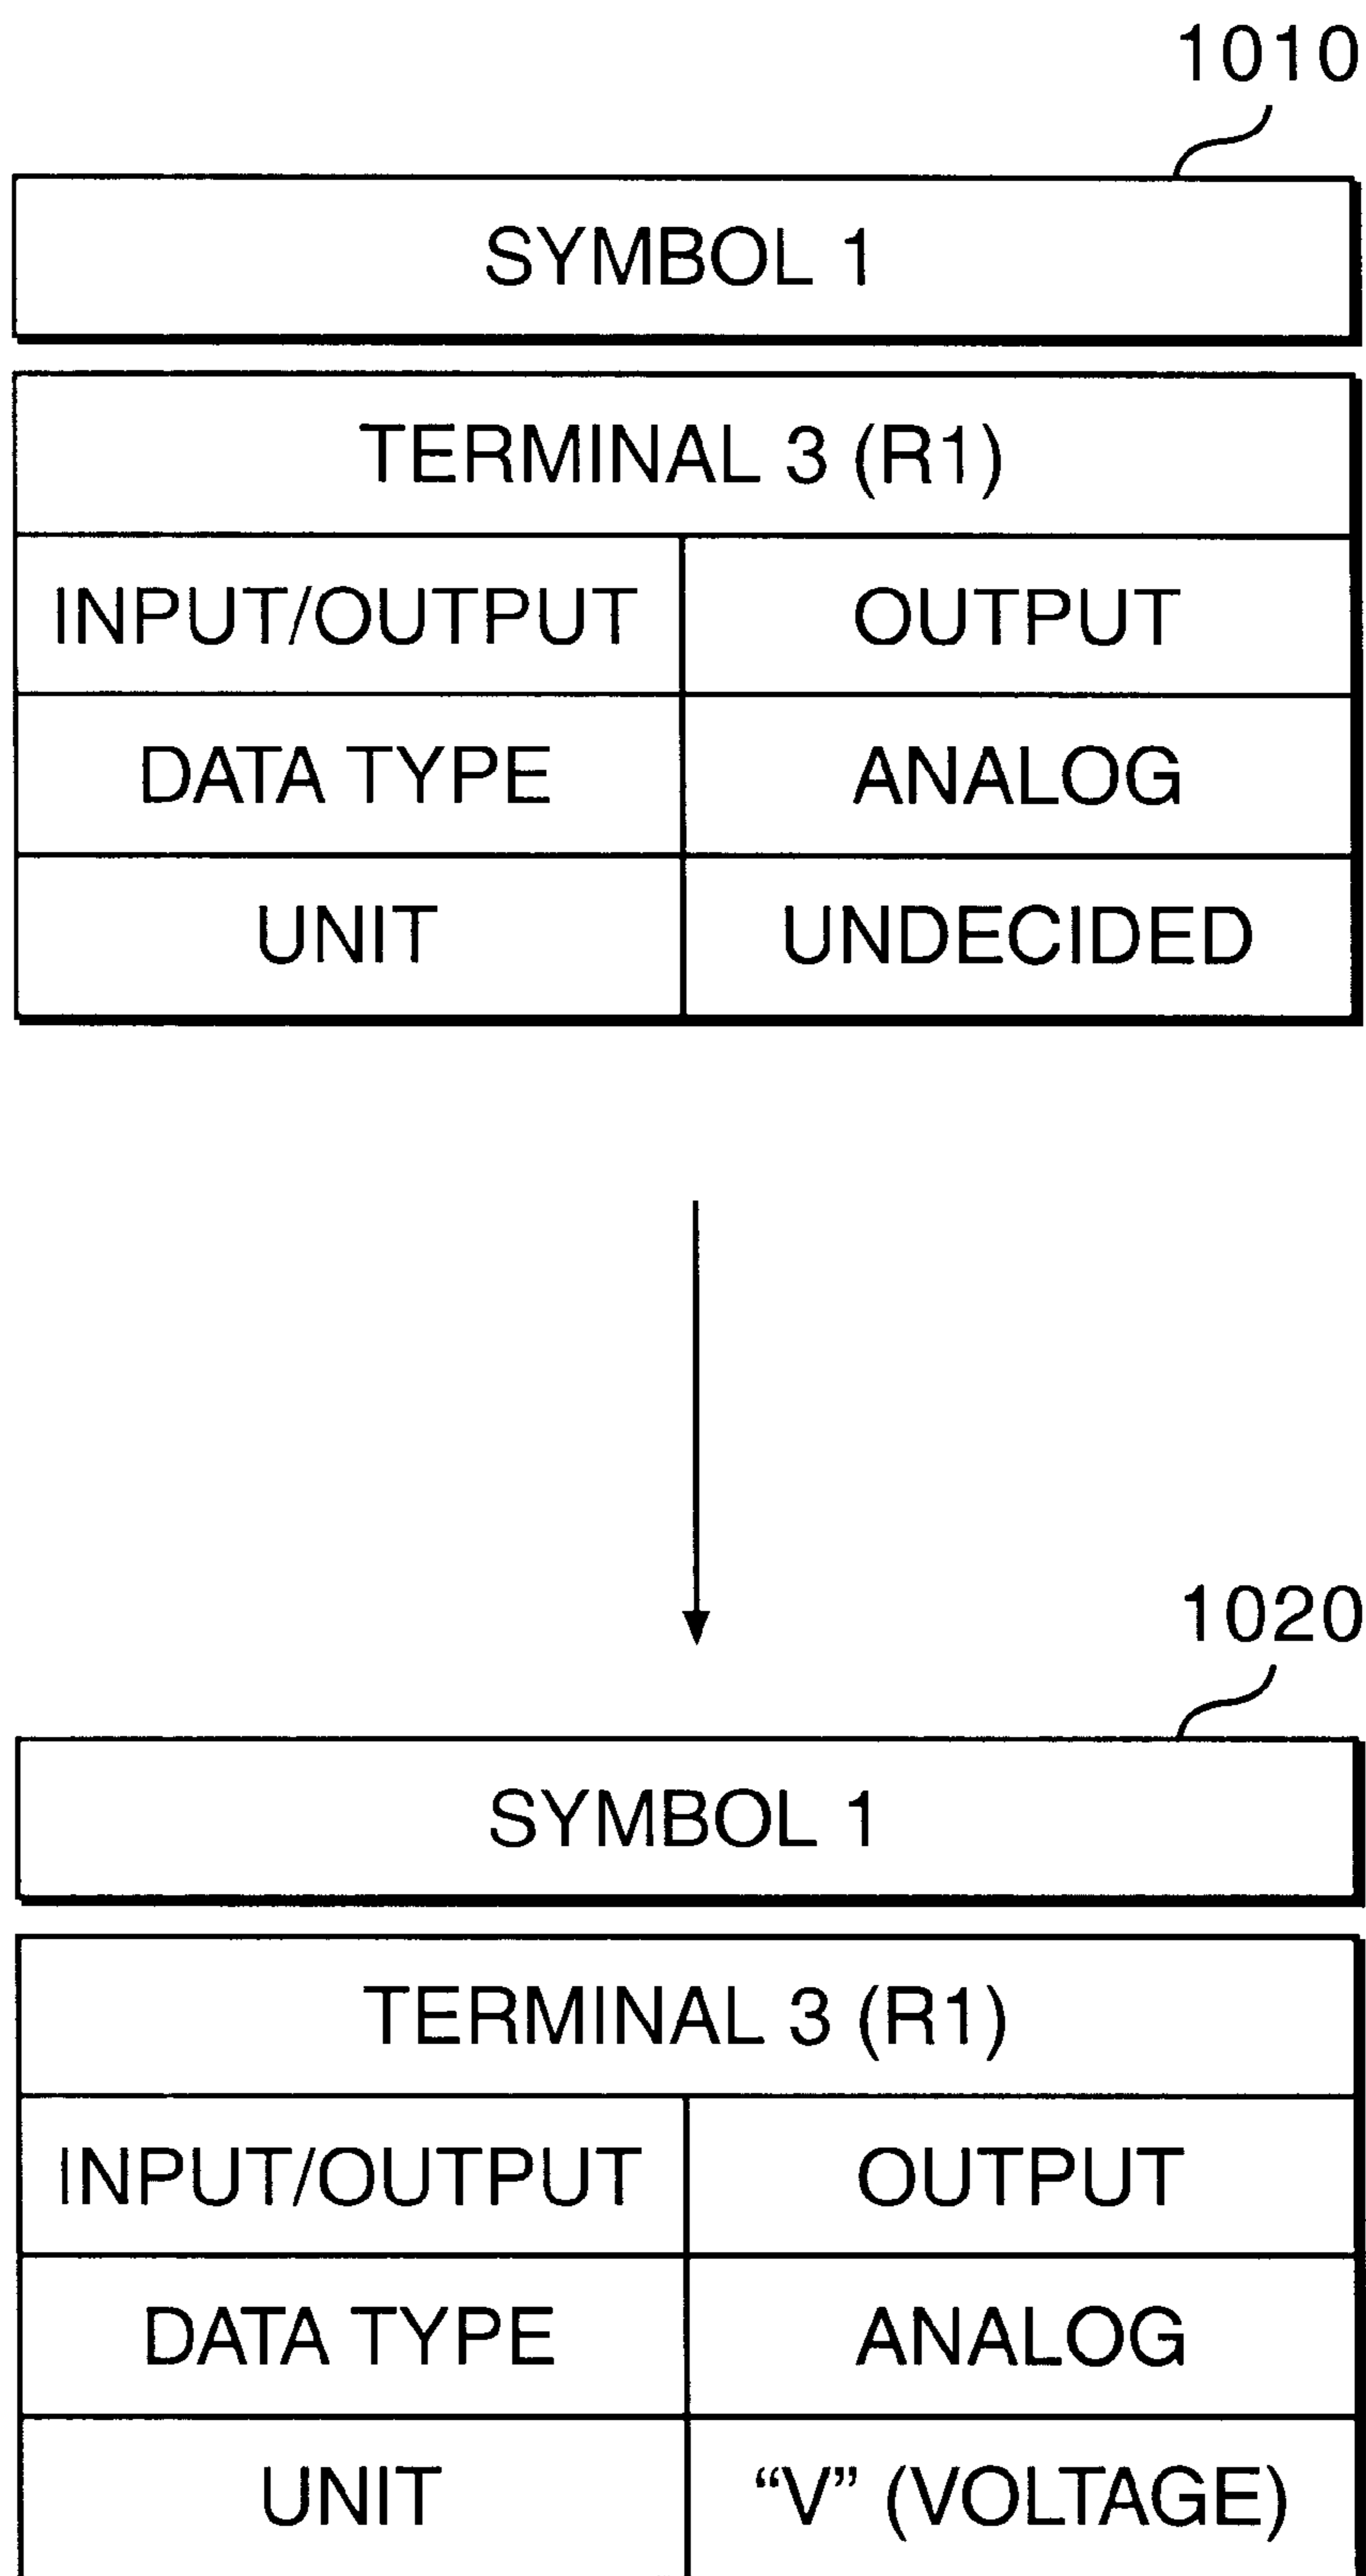 1010
SYMBOL 1
TERMINAL 3 (R1)
INPUT/OUTPUT OUTPUT
DATA TYPE ANALOG
UNIT UNDECIDED
1020
SYMBOL 1
TERMINAL 3 (R1)
INPUT/OUTPUT OUTPUT
DATA TYPE ANALOG
UNIT “V” (VOLTAGE)